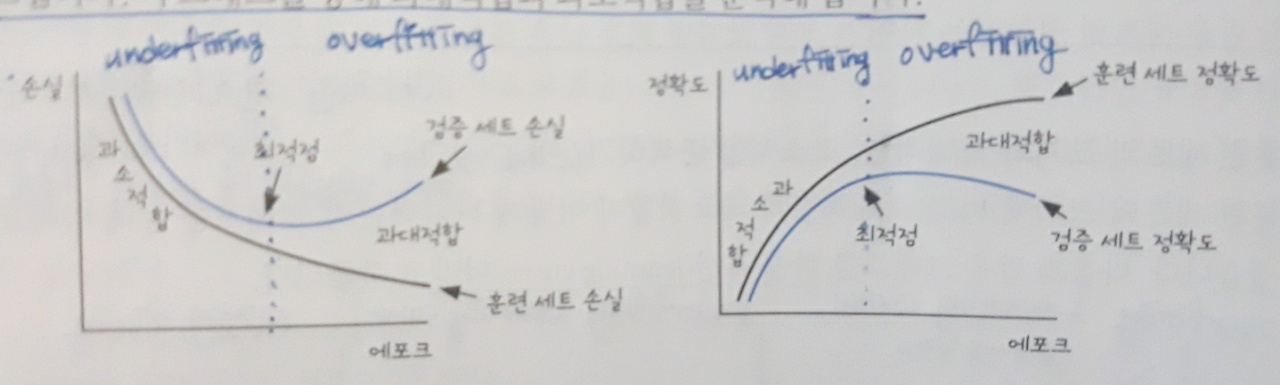 underfitting overfitting
손실
검증 세트 손실
최적점
과소적합
과대적합
훈련 세트 손실
에포크
underfitting overfitting
정확도
훈련 세트 정확도
과대적합
과소적합
최적점
검증 세트 정확도
에포크